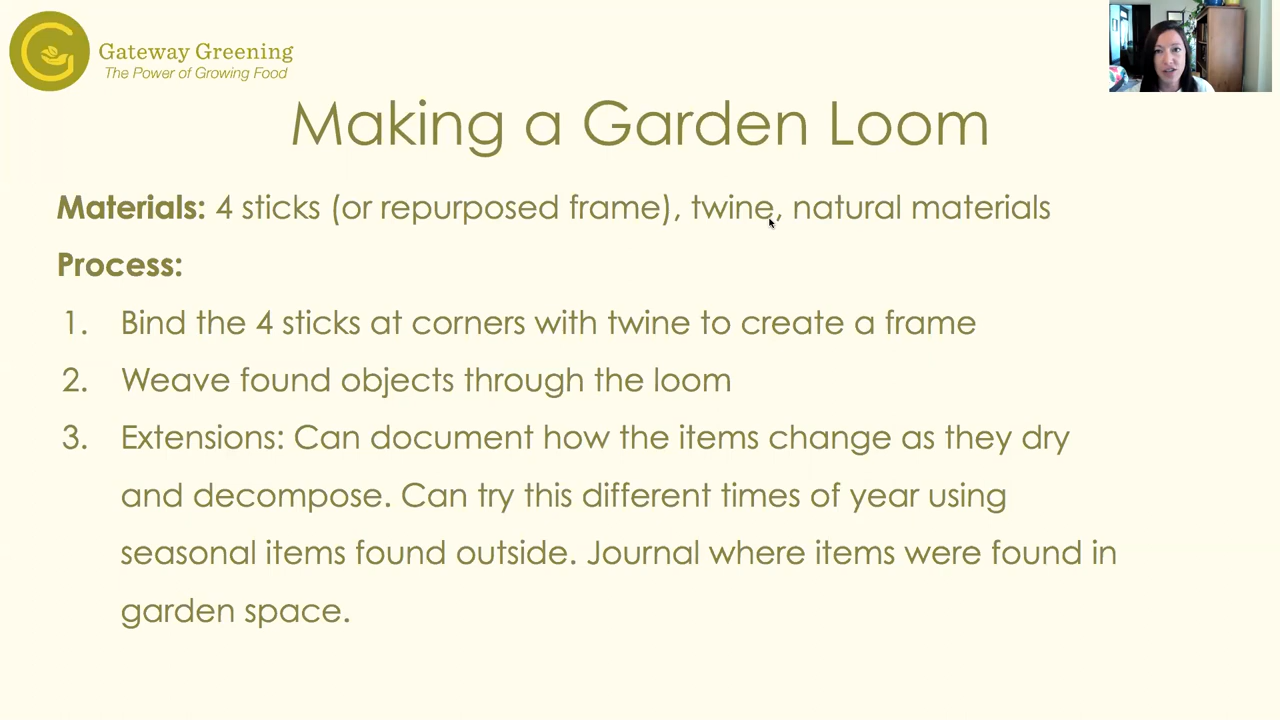 Gateway Greening
The Power of Growing Food
Making a Garden Loom
Materials: 4 sticks (or repurposed frame), twine, natural materials
Process:
1. Bind the 4 sticks at corners with twine to create a frame
2. Weave found objects through the loom
3. Extensions: Can document how the items change as they dry
and decompose. Can try this different times of year using
seasonal items found outside. Journal where items were found in
garden space.